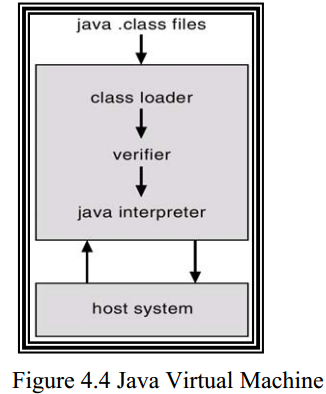 java .class files
class loader
verifier
java interpreter
host system
Figure 4.4 Java Virtual Machine